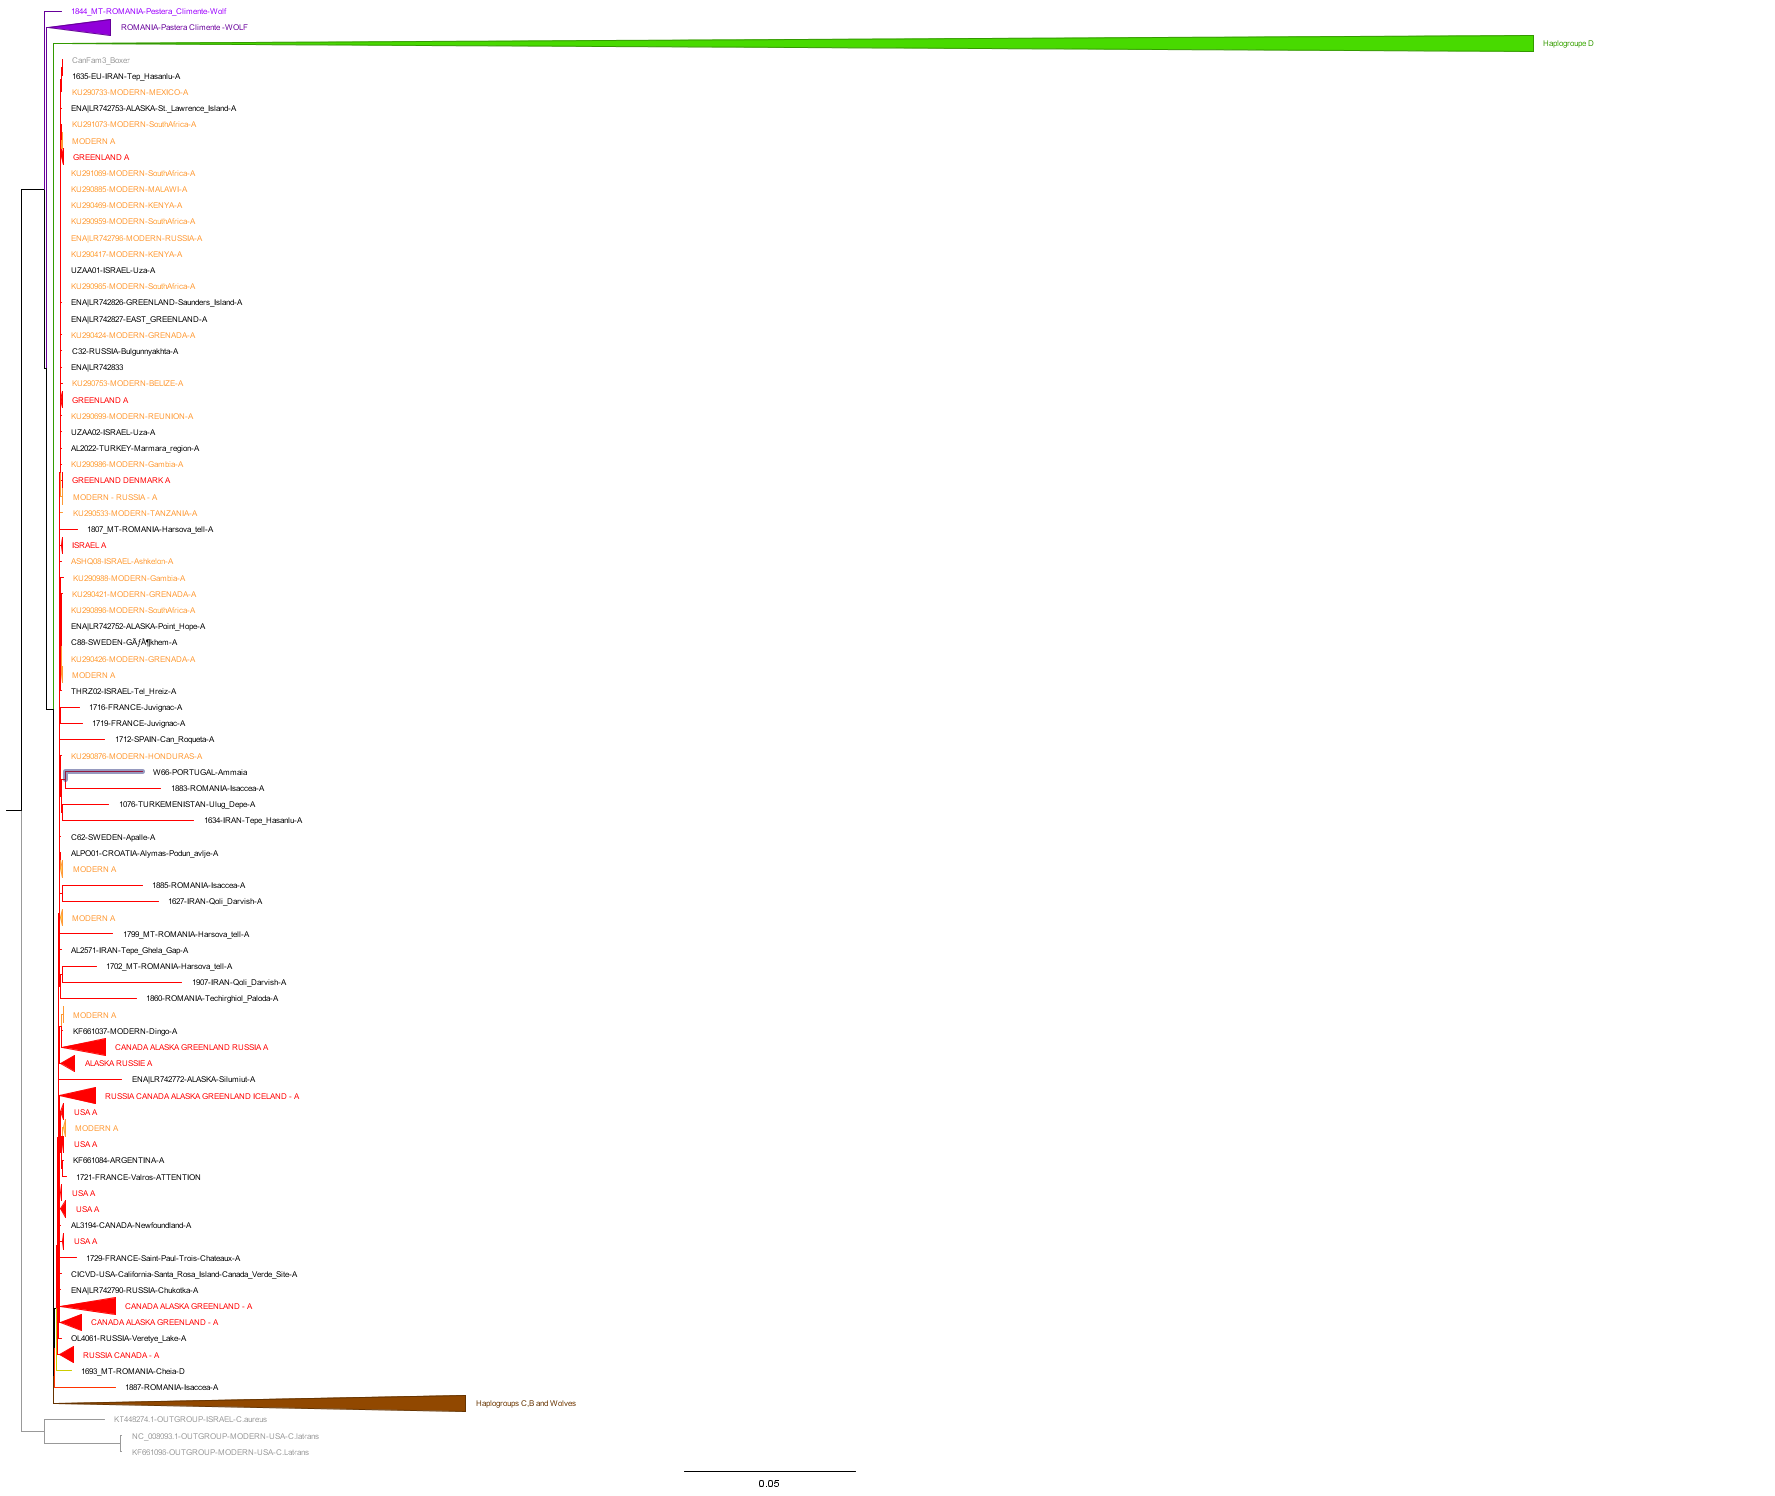 1844_MT-ROMANIA-Pestera_Climente-Wolf
ROMANIA-Pastera Climente -WOLF
Haplogroupe D
CanFam3_Boxer
1635-EU-IRAN-Tep_Hasanlu-A
KU290733-MODERN-MEXICO-A
ENA|LR742753-ALASKA-St._Lawrence_Island-A
KU291073-MODERN-SouthAfrica-A
MODERN A
GREENLAND A
KU291089-MODERN-SouthAfrica-A
KU290885-MODERN-MALAWI-A
KU290469-MODERN-KENYA-A
KU290959-MODERN-SouthAfrica-A
ENA|LR742798-MODERN-RUSSIA-A
KU290417-MODERN-KENYA-A
UZAA01-ISRAEL-Uza-A
KU290965-MODERN-SouthAfrica-A
ENA|LR742826-GREENLAND-Saunders_Island-A
ENA|LR742827-EAST_GREENLAND-A
KU290424-MODERN-GRENADA-A
C32-RUSSIA-Bulgunnyakhta-A
ENA|LR742833
KU290753-MODERN-BELIZE-A
GREENLAND A
KU290699-MODERN-REUNION-A
UZAA02-ISRAEL-Uza-A
AL2022-TURKEY-Marmara_region-A
KU290986-MODERN-Gambia-A
GREENLAND DENMARK A
MODERN - RUSSIA - A
KU290533-MODERN-TANZANIA-A
1807_MT-ROMANIA-Harsova_tell-A
ISRAEL A
ASHQ08-ISRAEL-Ashkelon-A
KU290988-MODERN-Gambia-A
KU290421-MODERN-GRENADA-A
KU290898-MODERN-SouthAfrica-A
ENA|LR742752-ALASKA-Point_Hope-A
C88-SWEDEN-GÃƒÂ¶khem-A
KU290426-MODERN-GRENADA-A
MODERN A
THRZ02-ISRAEL-Tel_Hreiz-A
1716-FRANCE-Juvignac-A
1719-FRANCE-Juvignac-A
1712-SPAIN-Can_Roqueta-A
KU290876-MODERN-HONDURAS-A
W66-PORTUGAL-Ammaia
1883-ROMANIA-Isaccea-A
1076-TURKEMENISTAN-Ulug_Depe-A
1634-IRAN-Tepe_Hasanlu-A
C62-SWEDEN-Apalle-A
ALPO01-CROATIA-Alymas-Podun_avlje-A
MODERN A
1885-ROMANIA-Isaccea-A
1627-IRAN-Qoli_Darvish-A
MODERN A
1799_MT-ROMANIA-Harsova_tell-A
AL2571-IRAN-Tepe_Ghela_Gap-A
1702_MT-ROMANIA-Harsova_tell-A
1907-IRAN-Qoli_Darvish-A
1860-ROMANIA-Techirghiol_Paloda-A
MODERN A
KF661037-MODERN-Dingo-A
CANADA ALASKA GREENLAND RUSSIA A
ALASKA RUSSIE A
ENA|LR742772-ALASKA-Silumiut-A
RUSSIA CANADA ALASKA GREENLAND ICELAND - A
USA A
MODERN A
USA A
KF661084-ARGENTINA-A
1721-FRANCE-Valros-ATTENTION
USA A
USA A
AL3194-CANADA-Newfoundland-A
USA A
1729-FRANCE-Saint-Paul-Trois-Chateaux-A
CICVD-USA-California-Santa_Rosa_Island-Canada_Verde_Site-A
ENA|LR742790-RUSSIA-Chukotka-A
CANADA ALASKA GREENLAND - A
CANADA ALASKA GREENLAND - A
OL4061-RUSSIA-Veretye_Lake-A
RUSSIA CANADA - A
1693_MT-ROMANIA-Cheia-D
1887-ROMANIA-Isaccea-A
Haplogroups C,B and Wolves
KT448274.1-OUTGROUP-ISRAEL-C.aureus
NC_008093.1-OUTGROUP-MODERN-USA-C.latrans
KF661096-OUTGROUP-MODERN-USA-C.Latrans
0.05